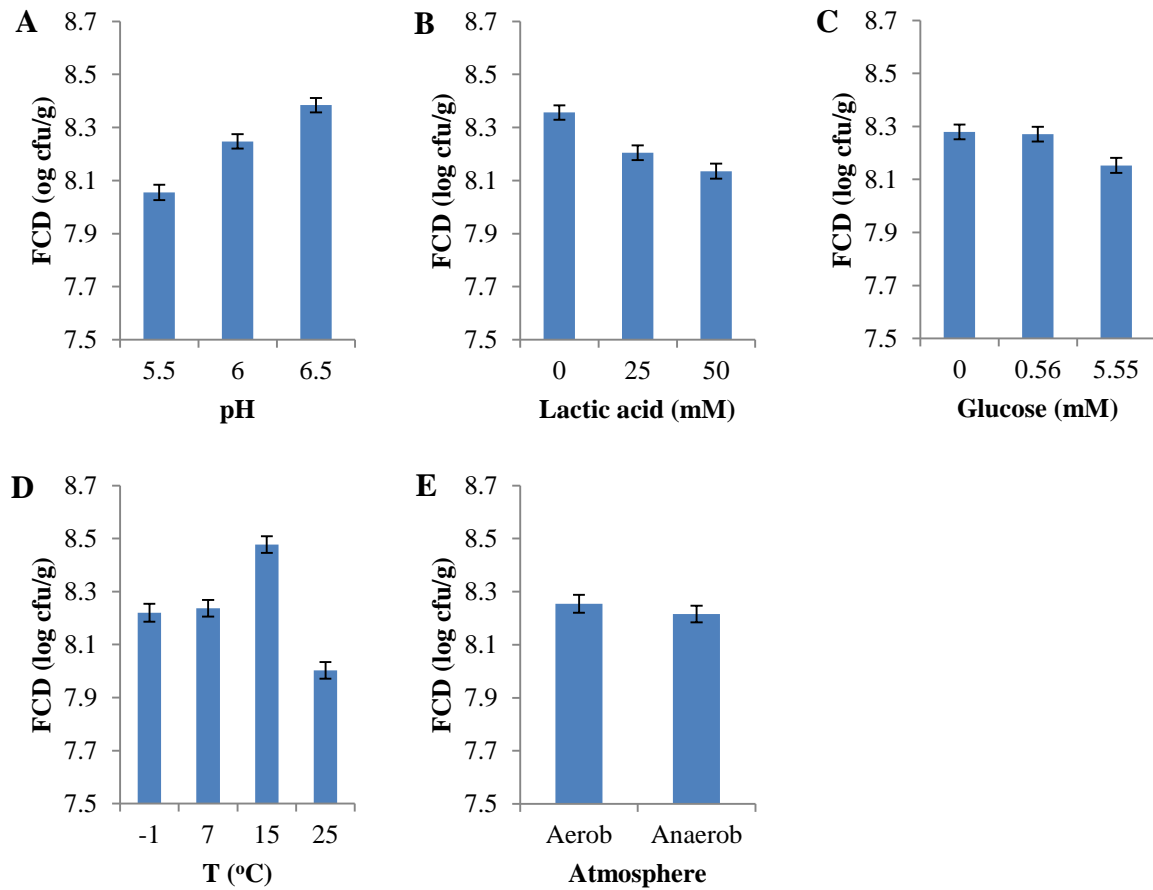 A
FCD (og cfu/g)
8.7
8.5
8.3
8.1
7.9
7.7
7.5
5.5 6 6.5
pH
B
FCD (log cfu/g)
8.7
8.5
8.3
8.1
7.9
7.7
7.5
0 25 50
Lactic acid (mM)
C
FCD (log cfu/g)
8.7
8.5
8.3
8.1
7.9
7.7
7.5
0 0.56 5.55
Glucose (mM)
D
FCD (log cfu/g)
8.7
8.5
8.3
8.1
7.9
7.7
7.5
-1 7 15 25
T (ºC)
E
FCD (log cfu/g)
8.7
8.5
8.3
8.1
7.9
7.7
7.5
Aerob Anaerob
Atmosphere